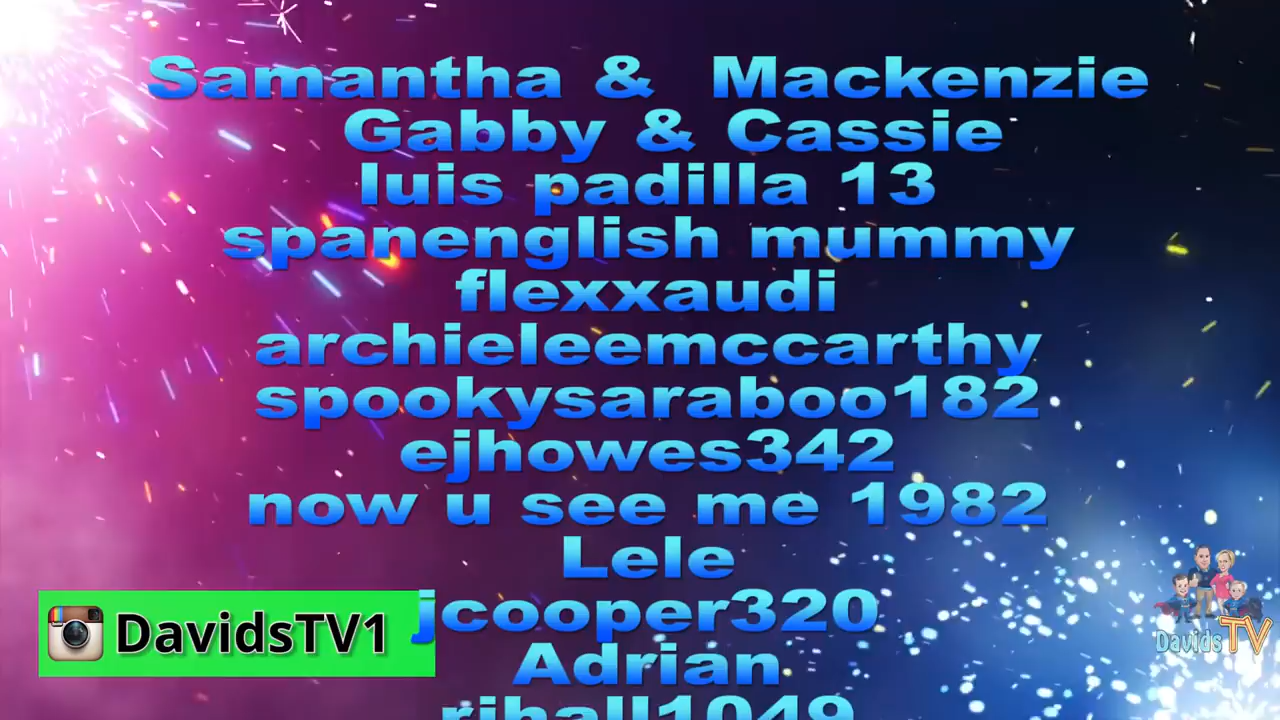 Samantha & Mackenzie
Gabby & Cassie
luis padilla 13
spanenglish mummy
flexxaudi
archieleemccarthy
spookysaraboo182
ejhowes342
now u see me 1982
Lele
jcooper320
Adrian
rjhall1049
DavidsTV1
DavidsTV